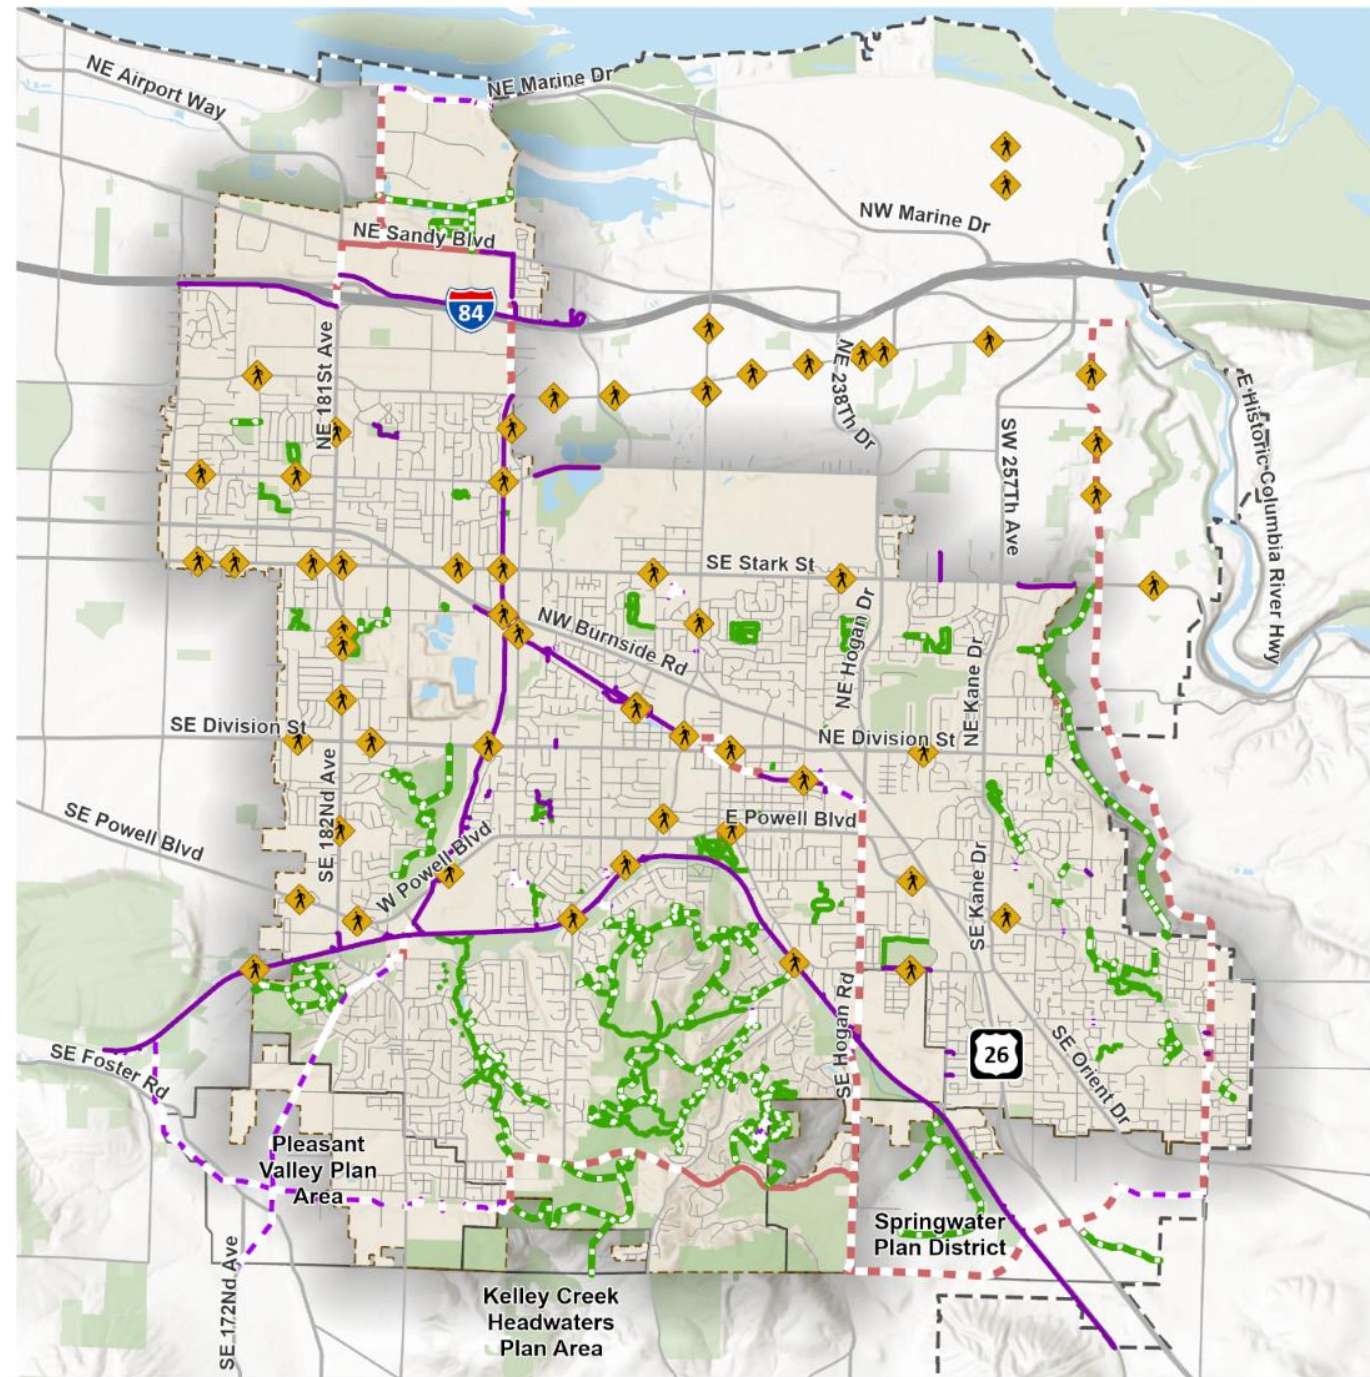 NE Airport Way
NE Marine Dr
NW Marine Dr
NE Sandy Blvd
84
NE 181St Ave
NE 238Th Dr
SW 257Th Ave
E Historic Columbia River Hwy
SE Stark St
NW Burnside Rd
NE Hogan Dr
NE Kane Dr
SE Division St
NE Division St
SE 182Nd Ave
SE Powell Blvd
W Powell Blvd
E Powell Blvd
SE Kane Dr
SE Hogan Rd
26
SE Orient Dr
SE Foster Rd
Pleasant
Valley Plan
Area
Springwater
Plan District
SE 172Nd Ave
Kelley Creek
Headwaters
Plan Area